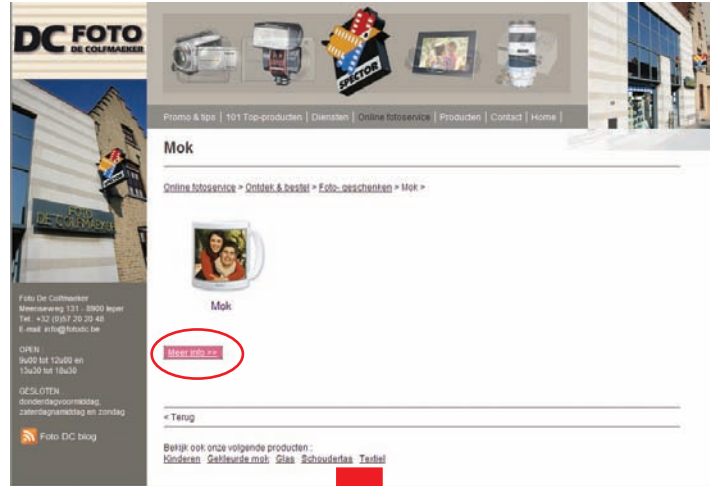 DC FOTO
DE COLFMAEKER
SPECTOR
Promo & tips | 101 Top-producten | Diensten | Online fotoservice | Producten | Contact | Home |
FOTO
DE COLFMAEKER
Mok
Online fotoservice > Ontdek & bestel > Foto- geschenken > Mok >
Mok
Meer info >>
Foto De Colfmaeker
Meenseweg 131 - 8900 Ieper
Tel.: +32 (0)57 20 20 48
E-mail: info@fotodc.be
OPEN :
9u00 tot 12u00 en
13u30 tot 18u30
GESLOTEN :
donderdagvoormiddag,
zaterdagnamiddag en zondag
Foto DC blog
< Terug
Bekijk ook onze volgende producten :
Kinderen Gekleurde mok Glas Schoudertas Textiel